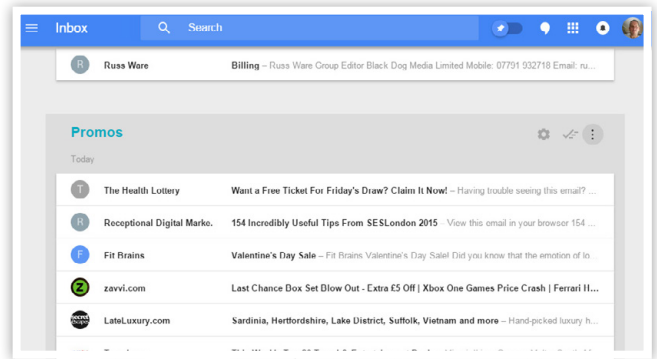 Inbox
Search
R Russ Ware Billing – Russ Ware Group Editor Black Dog Media Limited Mobile: 07791 932718 Email: ru...
Promos
Today
T The Health Lottery Want a Free Ticket For Friday's Draw? Claim It Now! – Having trouble seeing this email? ...
R Receptional Digital Marke. 154 Incredibly Useful Tips From SESLondon 2015 – View this email in your browser 154 ...
F Fit Brains Valentine's Day Sale – Fit Brains Valentine's Day Sale! Did you know that the emotion of lo...
Z zavvi.com Last Chance Box Set Blow Out - Extra £5 Off | Xbox One Games Price Crash | Ferrari H...
secret escapes LateLuxury.com Sardinia, Hertfordshire, Lake District, Suffolk, Vietnam and more – Hand-picked luxury h...